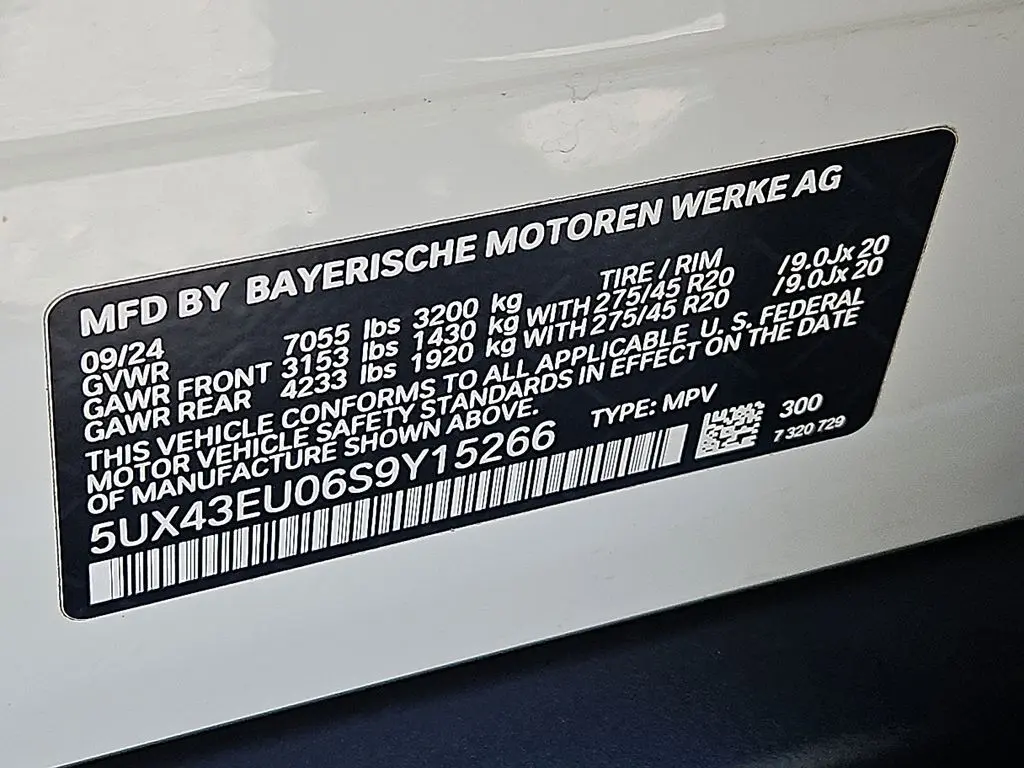 MFD BY BAYERISCHE MOTOREN WERKE AG
09/24 TIRE / RIM
GVWR 7055 lbs 3200 kg
GAWR FRONT 3153 lbs 1430 kg WITH 275/45 R20 /9.0Jx 20
GAWR REAR 4233 lbs 1920 kg WITH 275/45 R20 /9.0Jx 20
THIS VEHICLE CONFORMS TO ALL APPLICABLE U. S. FEDERAL
MOTOR VEHICLE SAFETY STANDARDS IN EFFECT ON THE DATE
OF MANUFACTURE SHOWN ABOVE.
TYPE: MPV
5UX43EU06S9Y15266
300
7 320 729